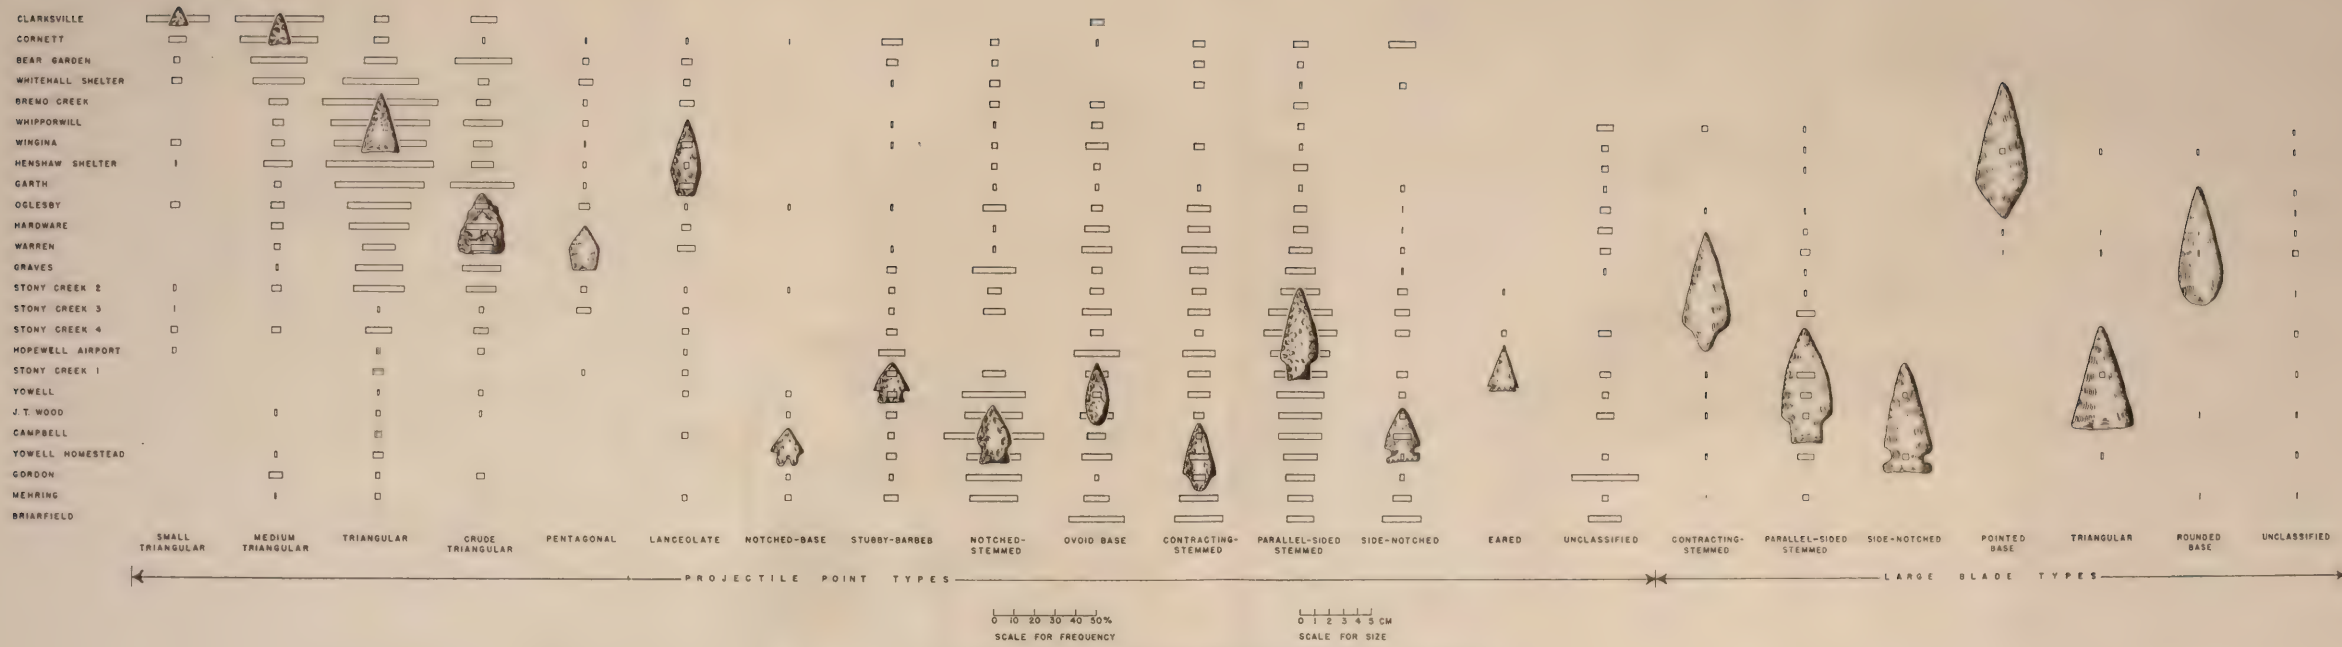 CLARKSVILLE
CORNETT
BEAR GARDEN
WHITEHALL SHELTER
BREMO CREEK
WHIPPORWILL
WINGINA
HENSHAW SHELTER
GARTH
OGLESBY
HARDWARE
WARREN
GRAVES
STONY CREEK 2
STONY CREEK 3
STONY CREEK 4
HOPEWELL AIRPORT
STONY CREEK 1
YOWELL
J.T. WOOD
CAMPBELL
YOWELL HOMESTEAD
GORDON
MEHRING
BRIARFIELD
SMALL TRIANGULAR
MEDIUM TRIANGULAR
TRIANGULAR
CRUDE TRIANGULAR
PENTAGONAL
LANCEOLATE
NOTCHED-BASE
STUBBY-BARBEB
NOTCHED-STEMMED
OVOID BASE
CONTRACTING-STEMMED
PARALLEL-SIDED STEMMED
SIDE-NOTCHED
EARED
UNCLASSIFIED
CONTRACTING-STEMMED
PARALLEL-SIDED STEMMED
SIDE-NOTCHED
POINTED BASE
TRIANGULAR
ROUNDED BASE
UNCLASSIFIED
PROJECTILE POINT TYPES
LARGE BLADE TYPES
0 10 20 30 40 50%
SCALE FOR FREQUENCY
0 1 2 3 4 5 CM
SCALE FOR SIZE